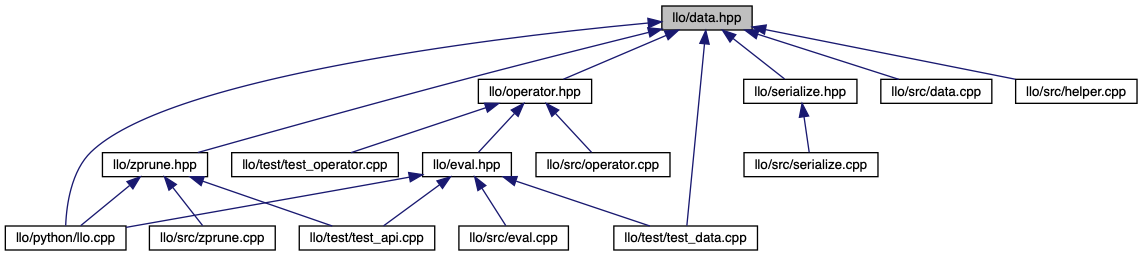 llo/data.hpp
llo/operator.hpp
llo/serialize.hpp
llo/src/data.cpp
llo/src/helper.cpp
llo/zprune.hpp
llo/test/test_operator.cpp
llo/eval.hpp
llo/src/operator.cpp
llo/src/serialize.cpp
llo/python/llo.cpp
llo/src/zprune.cpp
llo/test/test_api.cpp
llo/src/eval.cpp
llo/test/test_data.cpp